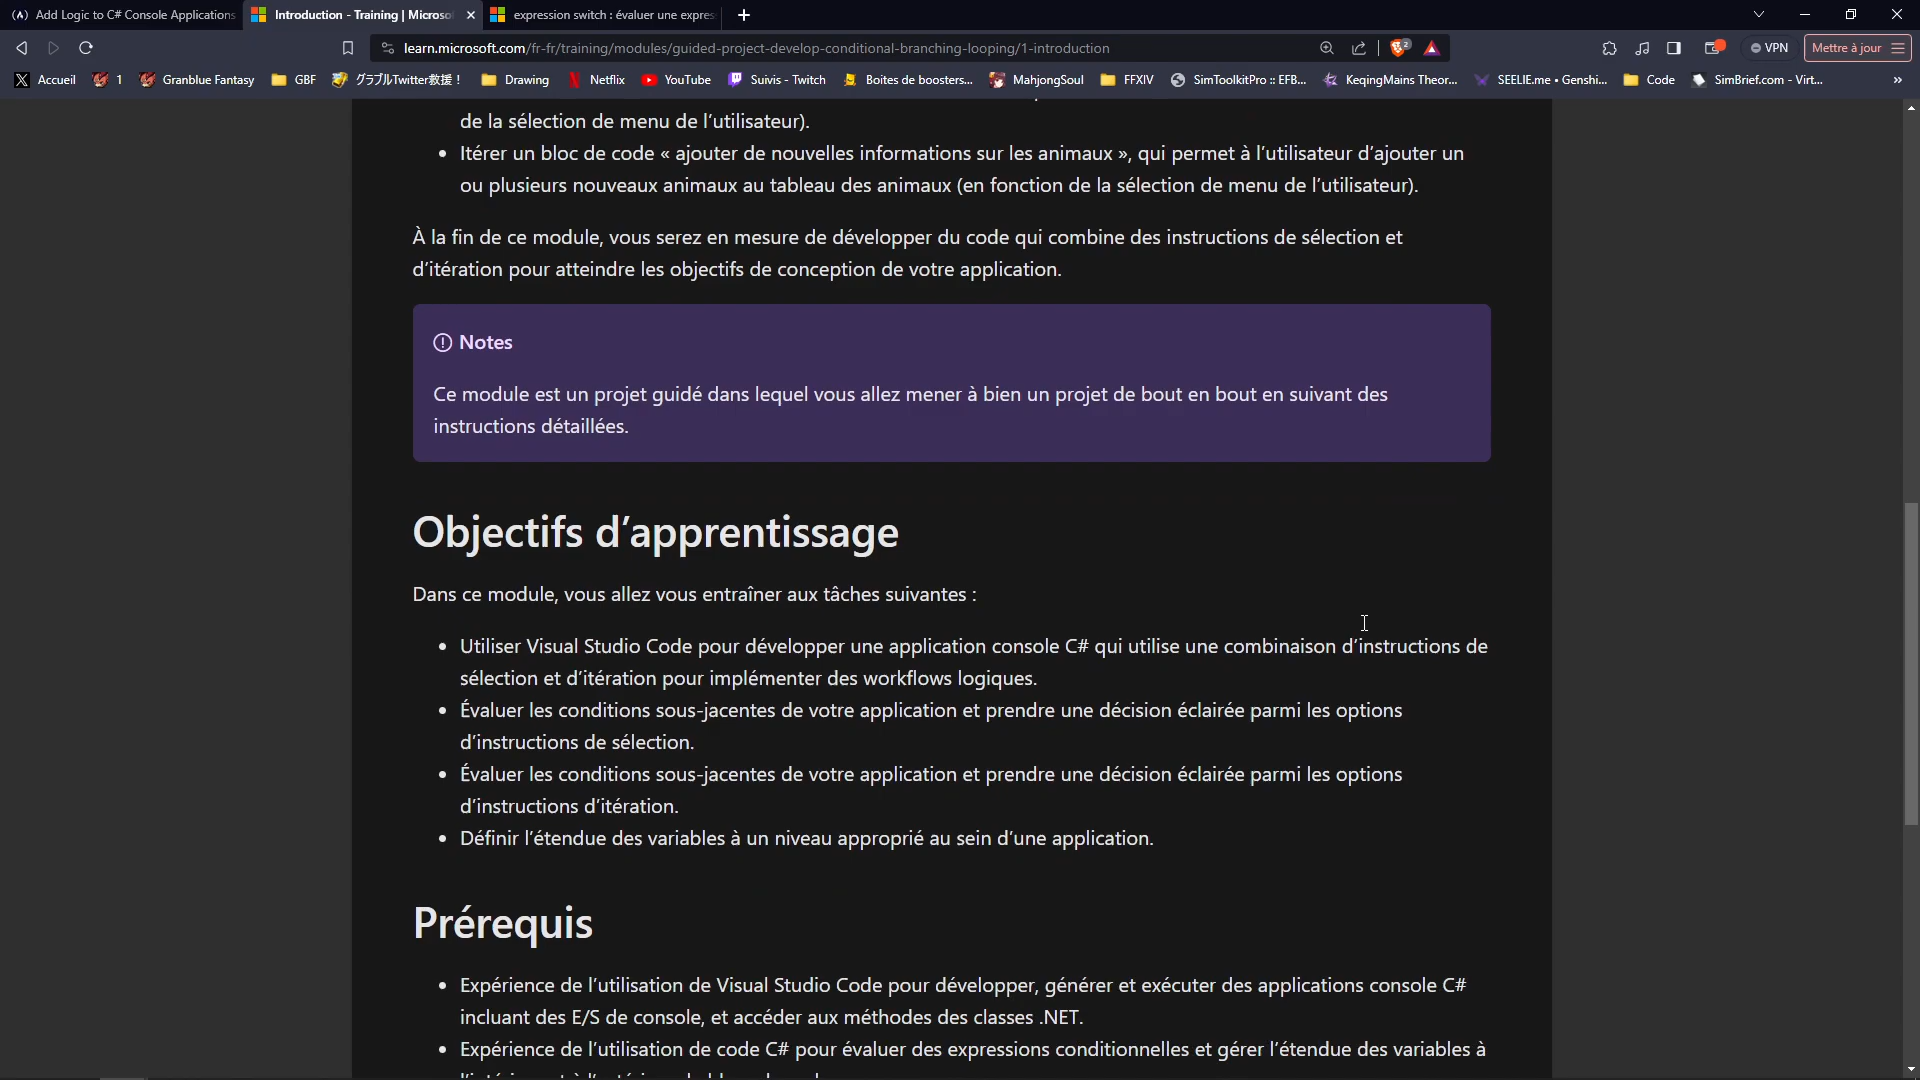 Add Logic to C# Console Applications
Introduction - Training | Microso
expression switch : évaluer une expres
learn.microsoft.com/fr-fr/training/modules/guided-project-develop-conditional-branching-looping/1-introduction
2
VPN
Mettre à jour
Accueil
1
Granblue Fantasy
GBF
グラブルTwitter救援！
Drawing
Netflix
YouTube
Suivis - Twitch
Boites de boosters...
MahjongSoul
FFXIV
SimToolkitPro :: EFB...
KeqingMains Theor...
SEELIE.me • Genshi...
Code
SimBrief.com - Virt...
»
de la sélection de menu de l’utilisateur).
• Itérer un bloc de code « ajouter de nouvelles informations sur les animaux », qui permet à l’utilisateur d’ajouter un
ou plusieurs nouveaux animaux au tableau des animaux (en fonction de la sélection de menu de l’utilisateur).
À la fin de ce module, vous serez en mesure de développer du code qui combine des instructions de sélection et
d’itération pour atteindre les objectifs de conception de votre application.
Notes
Ce module est un projet guidé dans lequel vous allez mener à bien un projet de bout en bout en suivant des
instructions détaillées.
Objectifs d’apprentissage
Dans ce module, vous allez vous entraîner aux tâches suivantes :
• Utiliser Visual Studio Code pour développer une application console C# qui utilise une combinaison d’instructions de
sélection et d’itération pour implémenter des workflows logiques.
• Évaluer les conditions sous-jacentes de votre application et prendre une décision éclairée parmi les options
d’instructions de sélection.
• Évaluer les conditions sous-jacentes de votre application et prendre une décision éclairée parmi les options
d’instructions d’itération.
• Définir l’étendue des variables à un niveau approprié au sein d’une application.
Prérequis
• Expérience de l’utilisation de Visual Studio Code pour développer, générer et exécuter des applications console C#
incluant des E/S de console, et accéder aux méthodes des classes .NET.
• Expérience de l’utilisation de code C# pour évaluer des expressions conditionnelles et gérer l’étendue des variables à